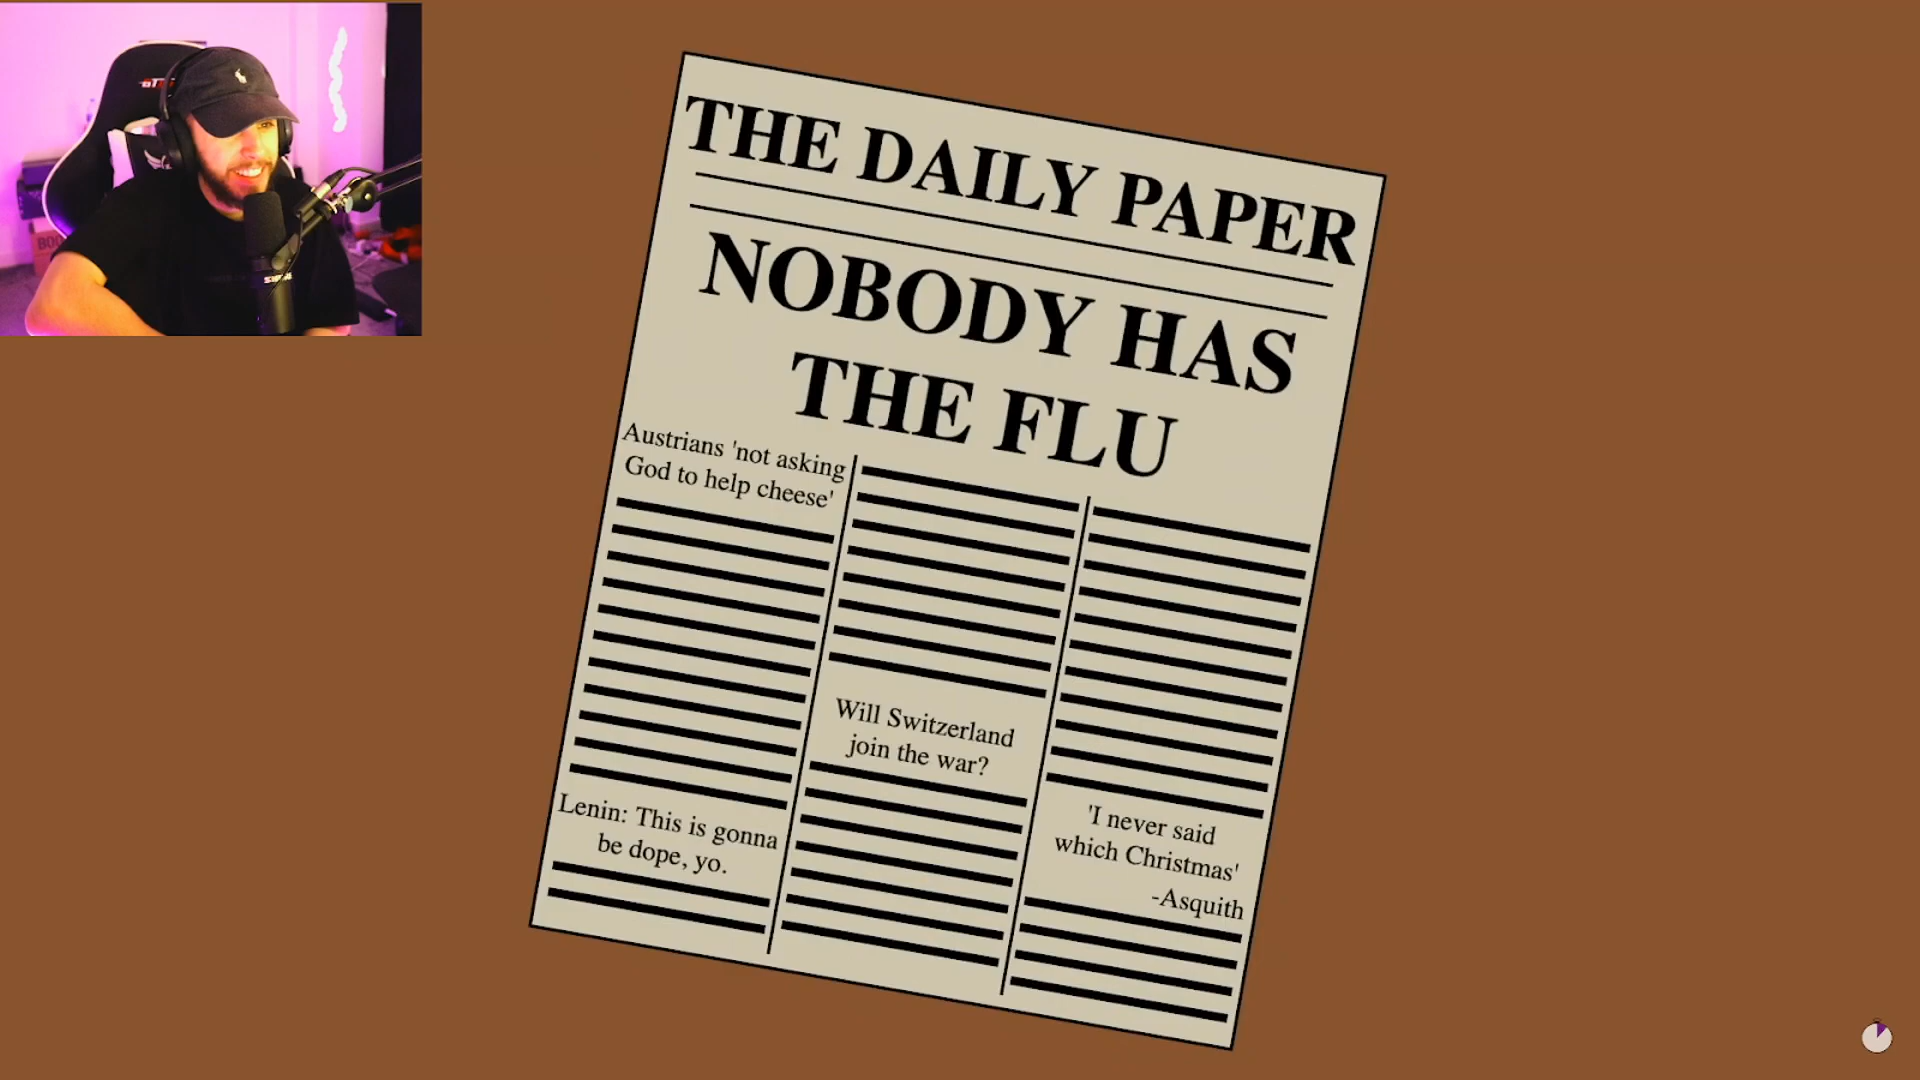 THE DAILY PAPER
NOBODY HAS
THE FLU
Austrians 'not asking
God to help cheese'
Lenin: This is gonna
be dope, yo.
Will Switzerland
join the war?
'I never said
which Christmas'
-Asquith